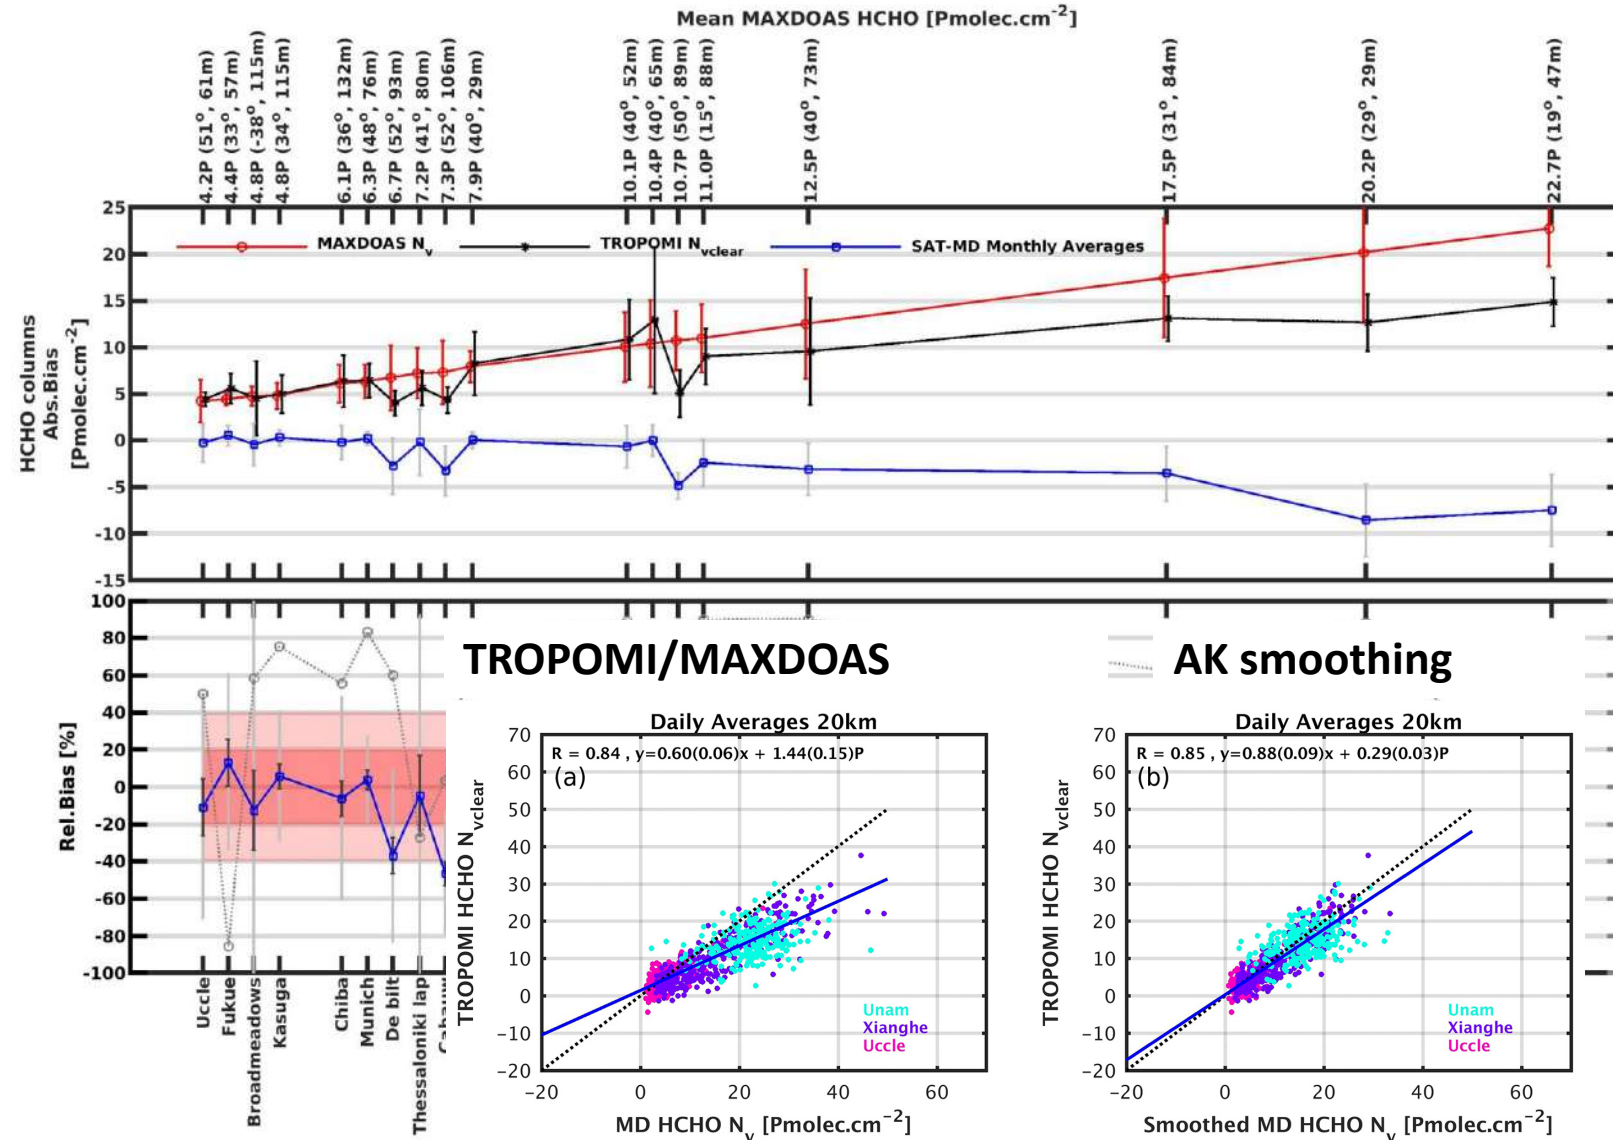 Mean MAXDOAS HCHO [Pmolec.cm-2]
4.2P (51°, 61m)
4.4P (33°, 57m)
4.8P (-38°, 115m)
4.8P (34°, 115m)
6.1P (36°, 132m)
6.3P (48°, 76m)
6.7P (52°, 93m)
7.2P (41°, 80m)
7.3P (52°, 106m)
7.9P (40°, 29m)
10.1P (40°, 52m)
10.4P (40°, 65m)
10.7P (50°, 89m)
11.0P (15°, 88m)
12.5P (40°, 73m)
17.5P (31°, 84m)
20.2P (29°, 29m)
22.7P (19°, 47m)
HCHO columns
Abs.Bias
[Pmolec.cm-2]
25
20
15
10
5
0
-5
-10
-15
MAXDOAS Nv
TROPOMI Nvclear
SAT-MD Monthly Averages
Rel.Bias [%]
100
80
60
40
20
0
-20
-40
-60
-80
-100
Uccle
Fukue
Broadmeadows
Kasuga
Chiba
Munich
De bilt
Thessaloniki lap
TROPOMI/MAXDOAS
Daily Averages 20km
R = 0.84 , y=0.60(0.06)x + 1.44(0.15)P
(a)
TROPOMI HCHO Nvclear
70
60
50
40
30
20
10
0
−10
−20
Unam
Xianghe
Uccle
−20 0 20 40 60
MD HCHO Nv [Pmolec.cm−2]
AK smoothing
Daily Averages 20km
R = 0.85 , y=0.88(0.09)x + 0.29(0.03)P
(b)
TROPOMI HCHO Nvclear
70
60
50
40
30
20
10
0
−10
−20
Unam
Xianghe
Uccle
−20 0 20 40 60
Smoothed MD HCHO Nv [Pmolec.cm−2]